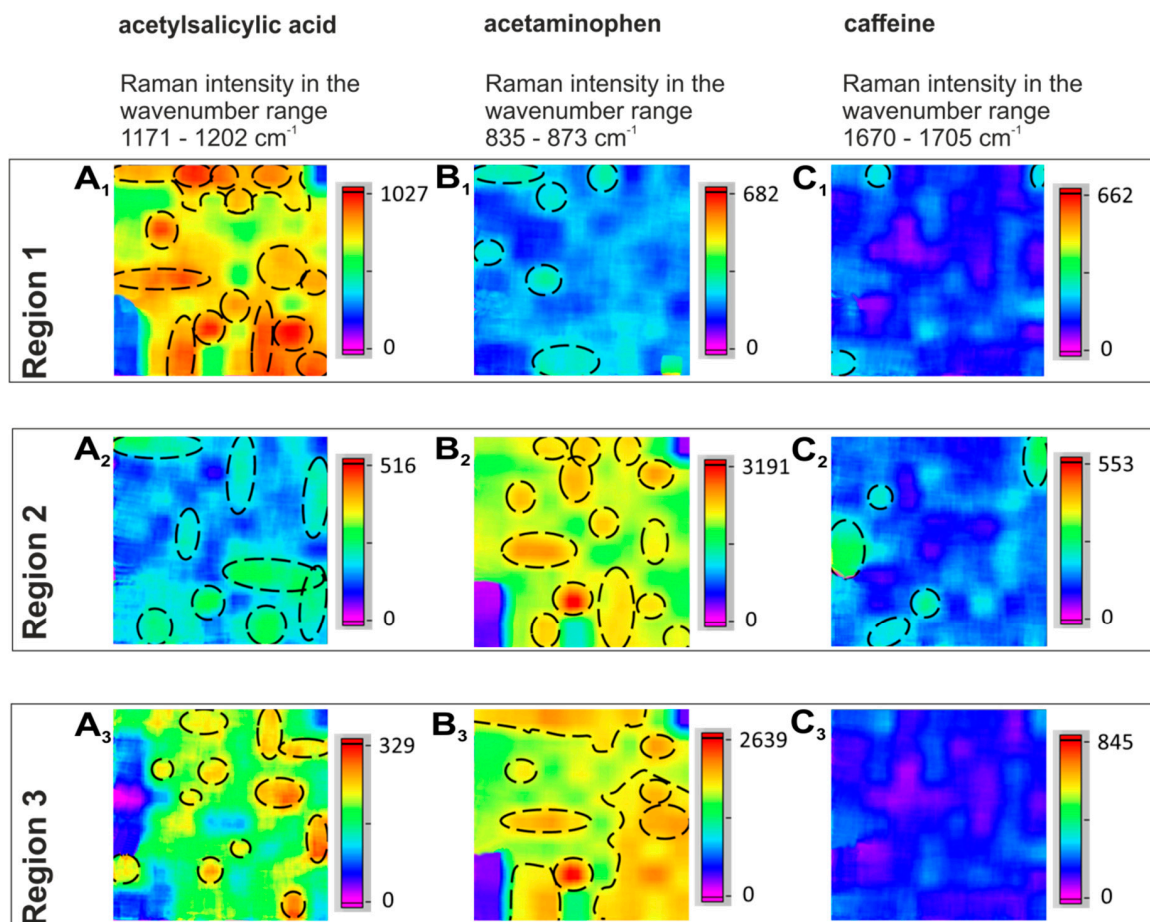 acetylsalicylic acid
acetaminophen
caffeine
Raman intensity in the
wavenumber range
1171 - 1202 cm⁻¹
Raman intensity in the
wavenumber range
835 - 873 cm⁻¹
Raman intensity in the
wavenumber range
1670 - 1705 cm⁻¹
Region 1
A₁
1027
0
B₁
682
0
C₁
662
0
Region 2
A₂
516
0
B₂
3191
0
C₂
553
0
Region 3
A₃
329
0
B₃
2639
0
C₃
845
0